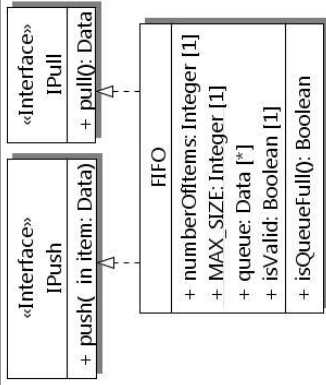 «Interface»
IPush
+ push( in item: Data)
«Interface»
IPull
+ pull(): Data
FIFO
+ numberOfItems: Integer [1]
+ MAX_SIZE: Integer [1]
+ queue: Data [*]
+ isValid: Boolean [1]
+ isQueueFull(): Boolean